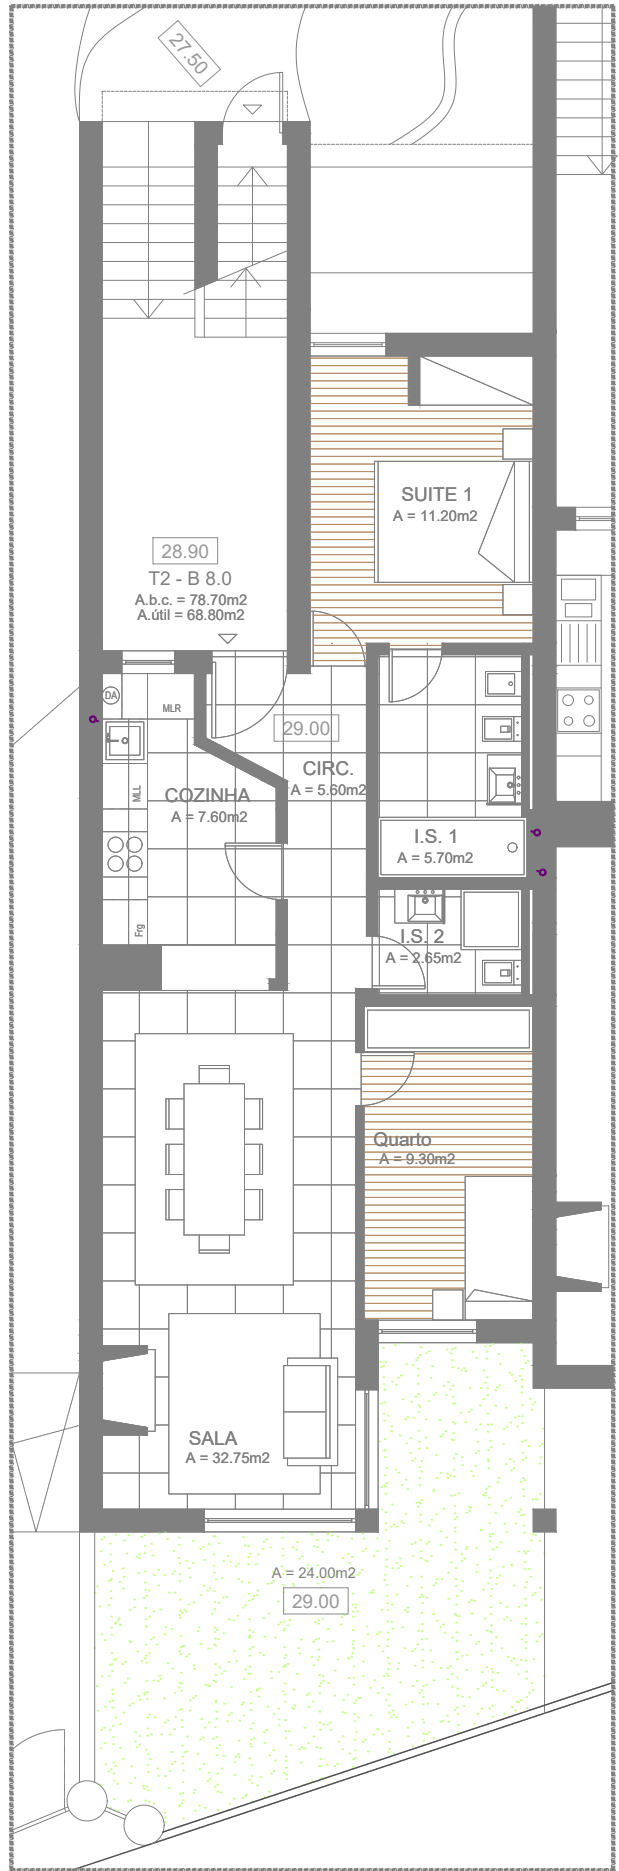 27.50
SUITE 1
A = 11.20m2
28.90
T2 - B 8.0
A.b.c. = 78.70m2
A.útil = 68.80m2
DA
MLR
29.00
CIRC.
A = 5.60m2
MLL
COZINHA
A = 7.60m2
I.S. 1
A = 5.70m2
Frg
I.S. 2
A = 2.65m2
Quarto
A = 9.30m2
SALA
A = 32.75m2
A = 24.00m2
29.00